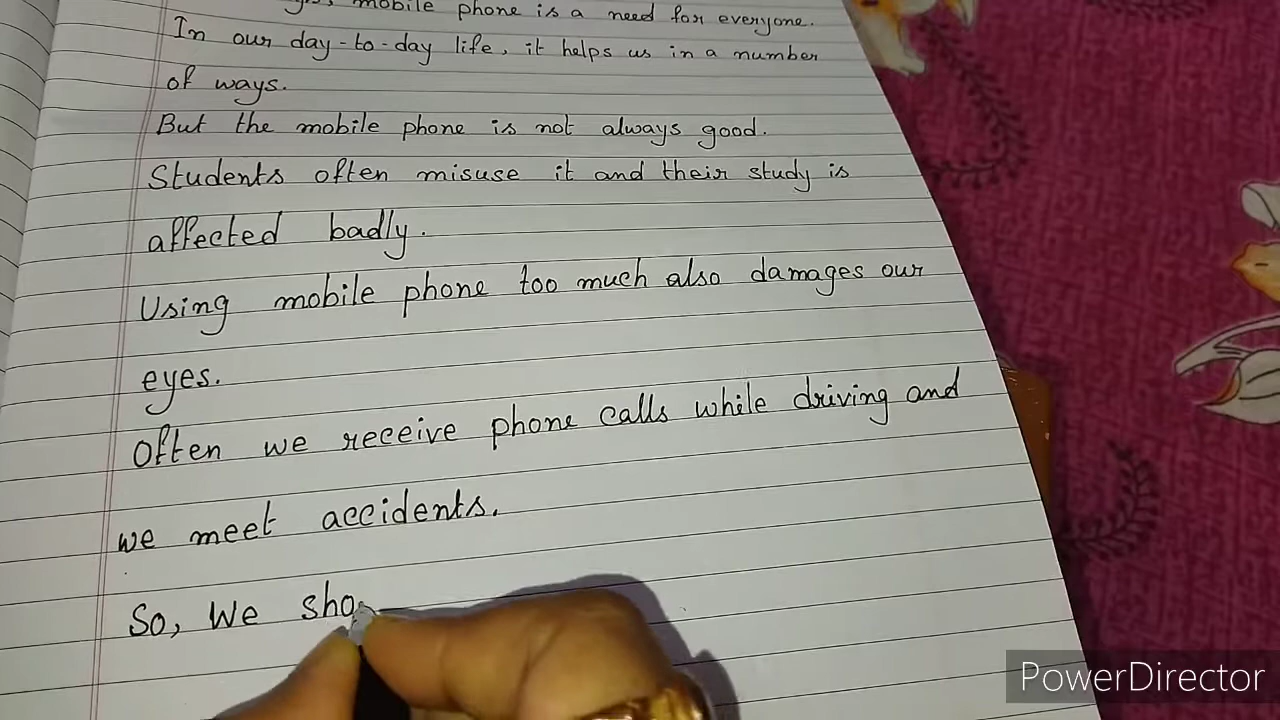 mobile phone is a need for everyone.
In our day-to-day life, it helps us in a number
of ways.
But the mobile phone is not always good.
Students often misuse it and their study is
affected badly.
Using mobile phone too much also damages our
eyes.
Often we receive phone calls while driving and
we meet accidents.
So, We sho
PowerDirector